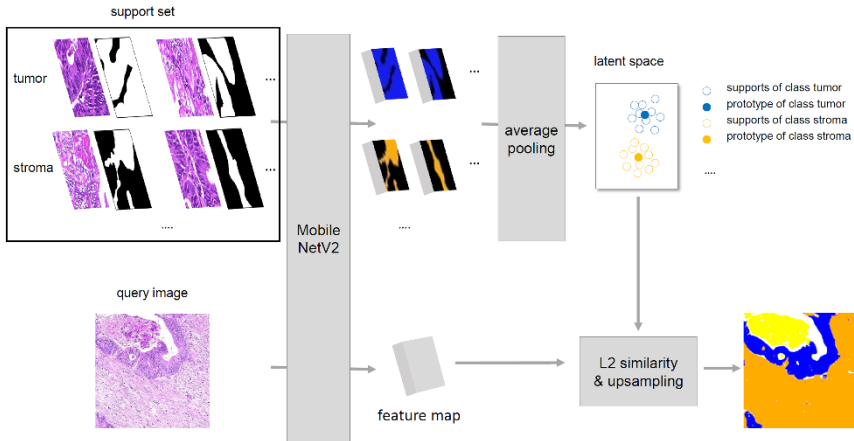 support set
tumor
...
stroma
...
....
Mobile
NetV2
...
...
....
average
pooling
latent space
supports of class tumor
prototype of class tumor
supports of class stroma
prototype of class stroma
....
query image
feature map
L2 similarity
& upsampling